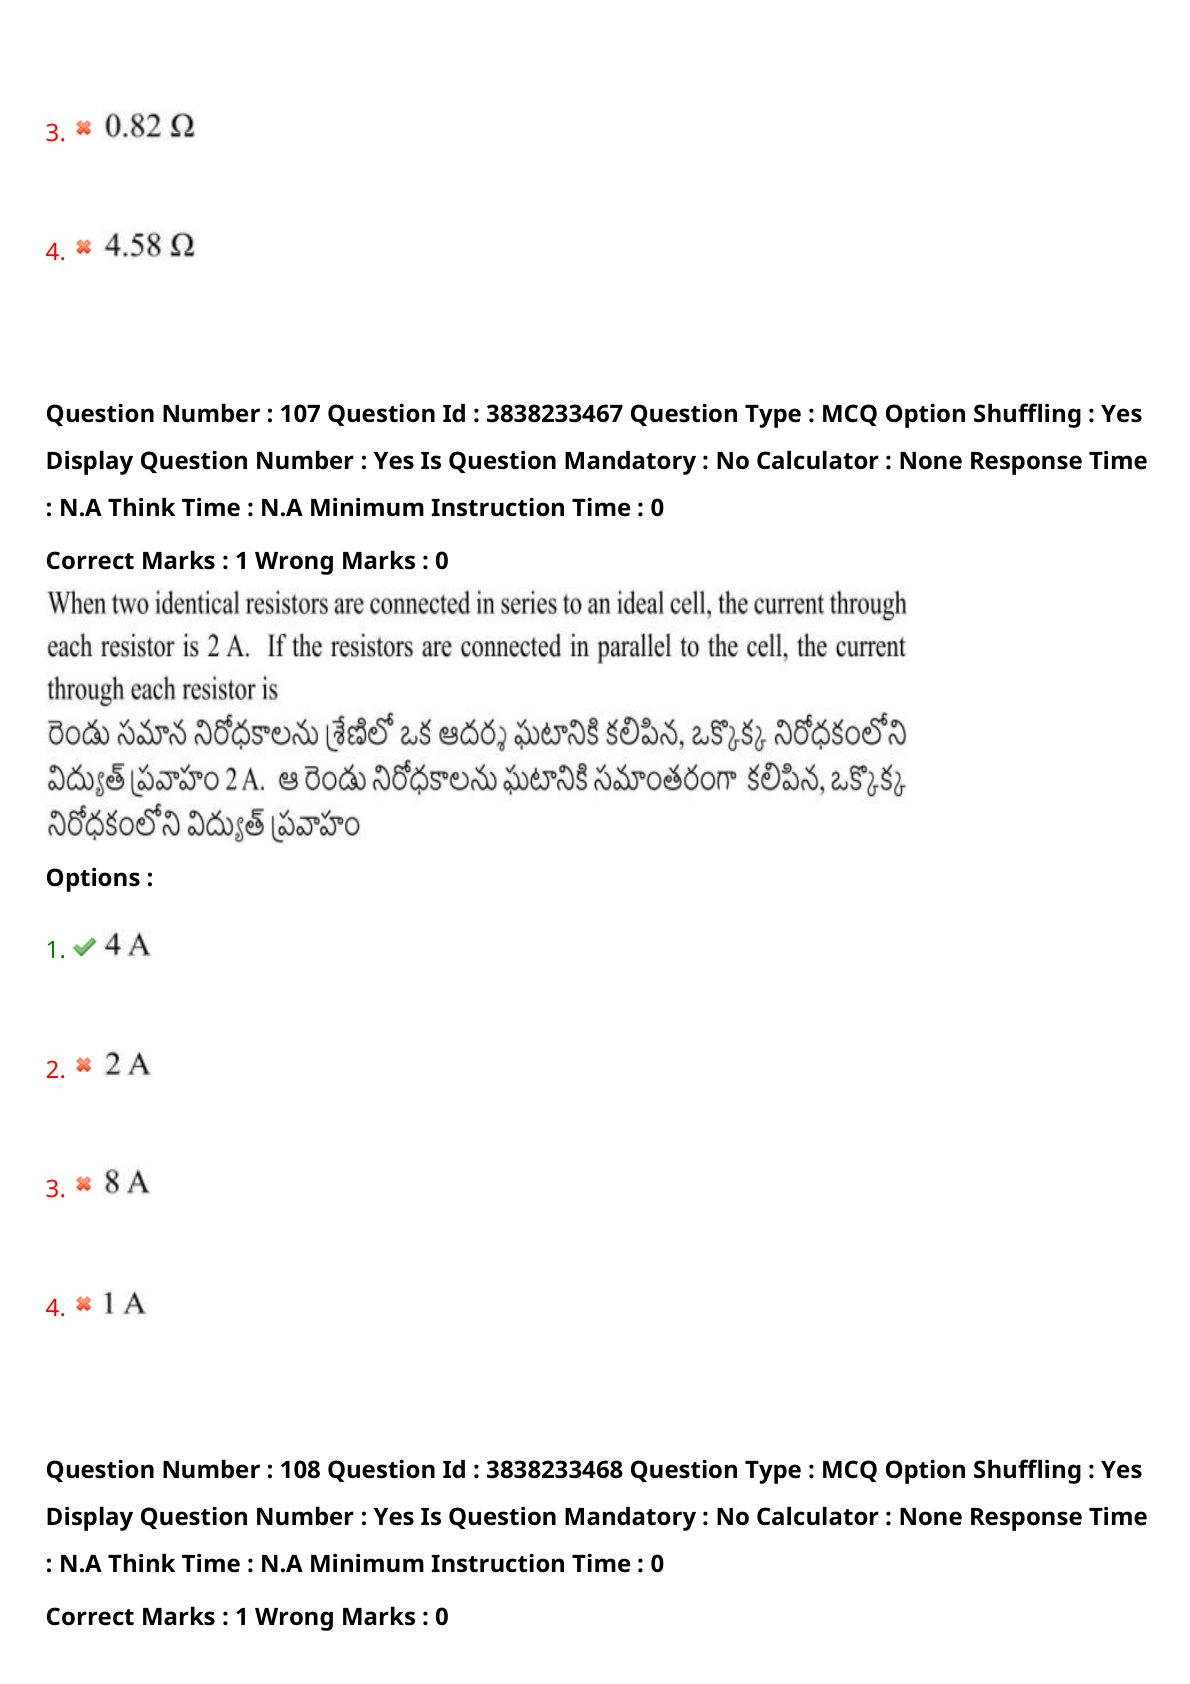 3. 0.82 Ω
4. 4.58 Ω
Question Number : 107 Question Id : 3838233467 Question Type : MCQ Option Shuffling : Yes
Display Question Number : Yes Is Question Mandatory : No Calculator : None Response Time
: N.A Think Time : N.A Minimum Instruction Time : 0
Correct Marks : 1 Wrong Marks : 0
When two identical resistors are connected in series to an ideal cell, the current through
each resistor is 2 A. If the resistors are connected in parallel to the cell, the current
through each resistor is
రెండు సమాన నిరోధకాలను శ్రేణిలో ఒక ఆదర్శ ఘటానికి కలిపిన, ఒక్కొక్క నిరోధకంలోని
విద్యుత్ ప్రవాహం 2 A. ఆ రెండు నిరోధకాలను ఘటానికి సమాంతరంగా కలిపిన, ఒక్కొక్క
నిరోధకంలోని విద్యుత్ ప్రవాహం
Options :
1. 4 A
2. 2 A
3. 8 A
4. 1 A
Question Number : 108 Question Id : 3838233468 Question Type : MCQ Option Shuffling : Yes
Display Question Number : Yes Is Question Mandatory : No Calculator : None Response Time
: N.A Think Time : N.A Minimum Instruction Time : 0
Correct Marks : 1 Wrong Marks : 0